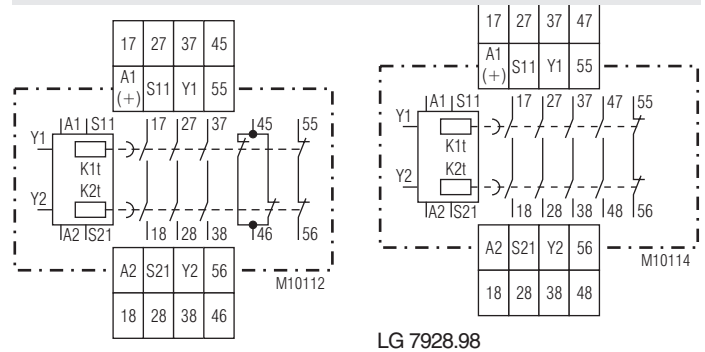 17 27 37 45
A1 (+) S11 Y1 55
A1 S11 17 27 37 45 55
Y1
K1t
K2t
Y2
A2 S21 18 28 38 46 56
A2 S21 Y2 56
M10112
18 28 38 46
17 27 37 47
A1 (+) S11 Y1 55
A1 S11 17 27 37 47 55
Y1
K1t
K2t
Y2
A2 S21 18 28 38 48 56
A2 S21 Y2 56
M10114
18 28 38 48
LG 7928.98